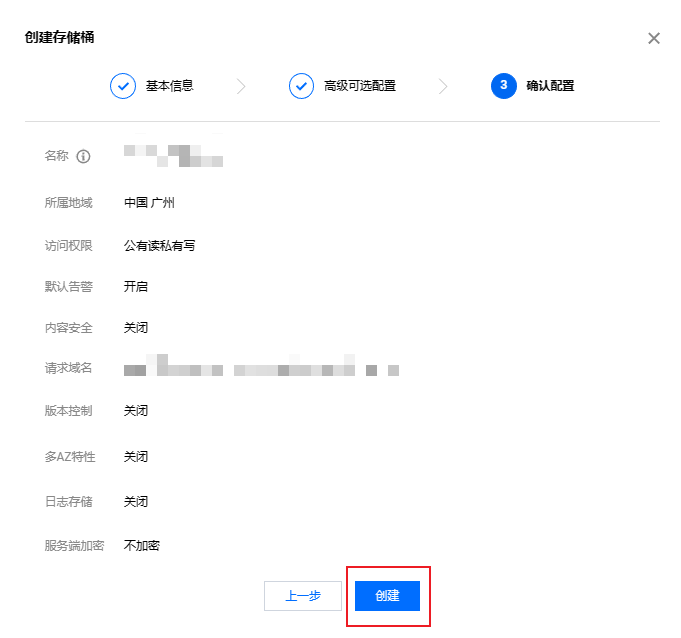 创建存储桶
基本信息 高级可选配置 3 确认配置
名称
所属地域 中国 广州
访问权限 公有读私有写
默认告警 开启
内容安全 关闭
请求域名
版本控制 关闭
多AZ特性 关闭
日志存储 关闭
服务端加密 不加密
上一步 创建